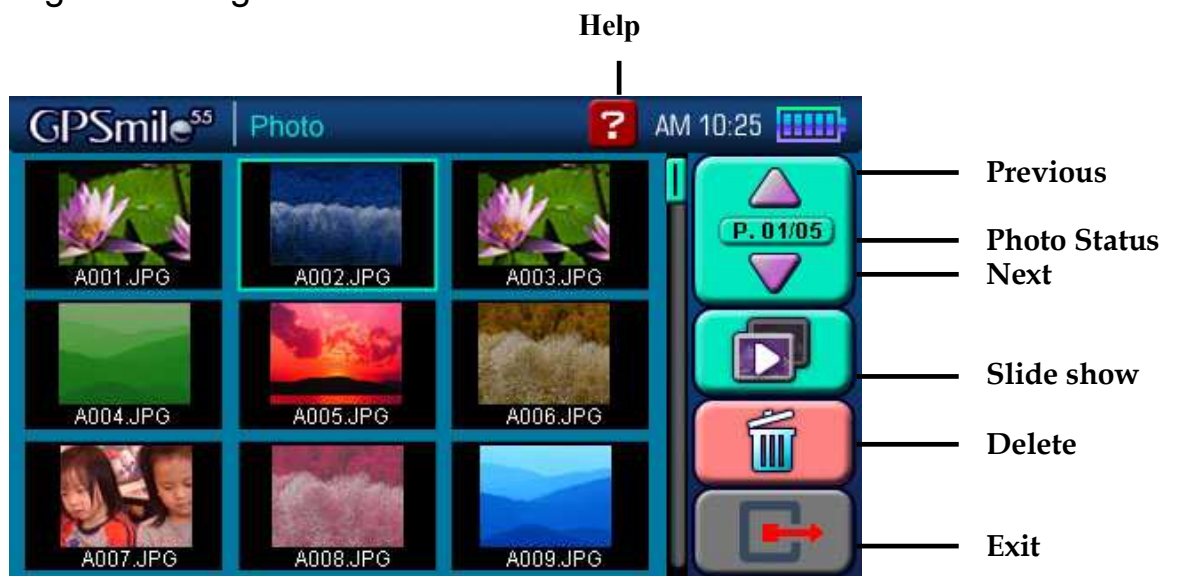 Help
GPSmile55 Photo ? AM 10:25
Previous
P. 01/05
Photo Status
Next
A001.JPG A002.JPG A003.JPG
Slide show
A004.JPG A005.JPG A006.JPG
Delete
A007.JPG A008.JPG A009.JPG
Exit